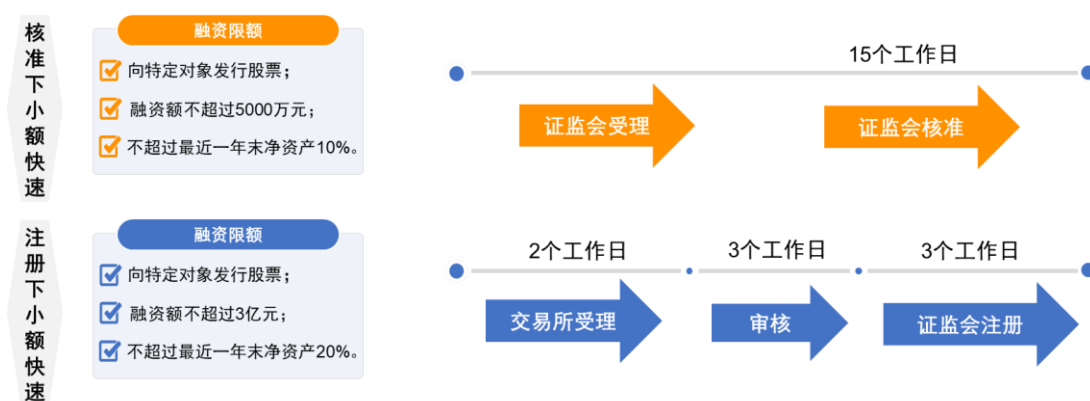 核准下小额快速
融资限额
向特定对象发行股票；
融资额不超过5000万元；
不超过最近一年末净资产10%。
15个工作日
证监会受理
证监会核准
注册下小额快速
融资限额
向特定对象发行股票；
融资额不超过3亿元；
不超过最近一年末净资产20%。
2个工作日
3个工作日
3个工作日
交易所受理
审核
证监会注册